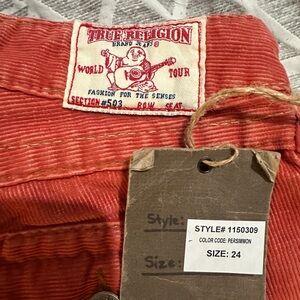 TRUE RELIGION
BRAND JEANS
WORLD TOUR
FASHION FOR THE SENSES
SECTION #503 ROW SEAT
Style:
STYLE# 1150309
COLOR CODE: PERSIMMON
Size:
SIZE: 24